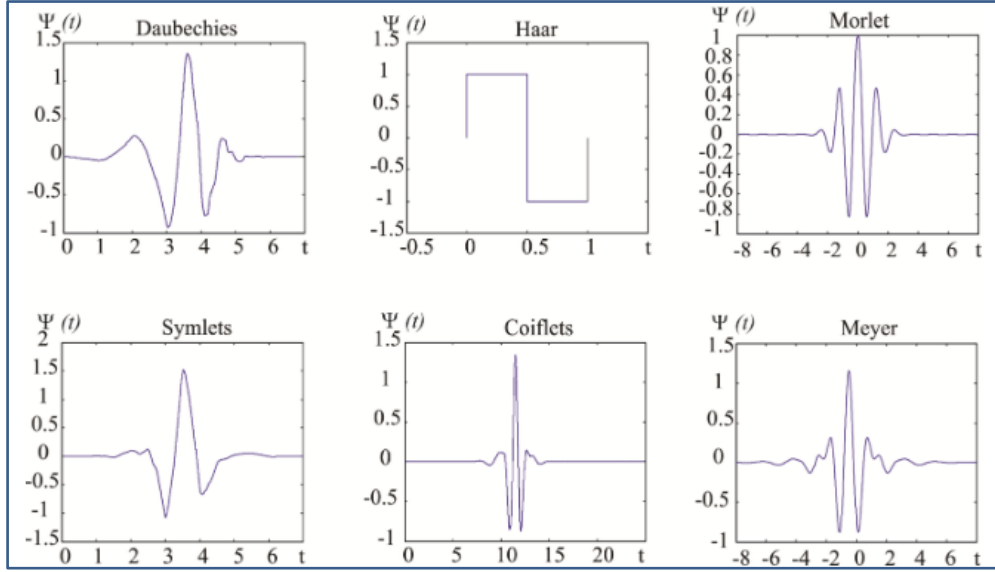 Ψ (t)
Daubechies
1.5
1
0.5
0
-0.5
-1
0 1 2 3 4 5 6 t
Ψ (t)
Haar
1.5
1
0.5
0
-0.5
-1
-1.5
-0.5 0 0.5 1 t
Ψ (t)
Morlet
1
0.8
0.6
0.4
0.2
0
-0.2
-0.4
-0.6
-0.8
-1
-8 -6 -4 -2 0 2 4 6 t
Ψ (t)
Symlets
2
1.5
1
0.5
0
-0.5
-1
-1.5
0 1 2 3 4 5 6 t
Ψ (t)
Coiflets
1.5
1
0.5
0
-0.5
-1
0 5 10 15 20 t
Ψ (t)
Meyer
1.5
1
0.5
0
-0.5
-1
-8 -6 -4 -2 0 2 4 6 t